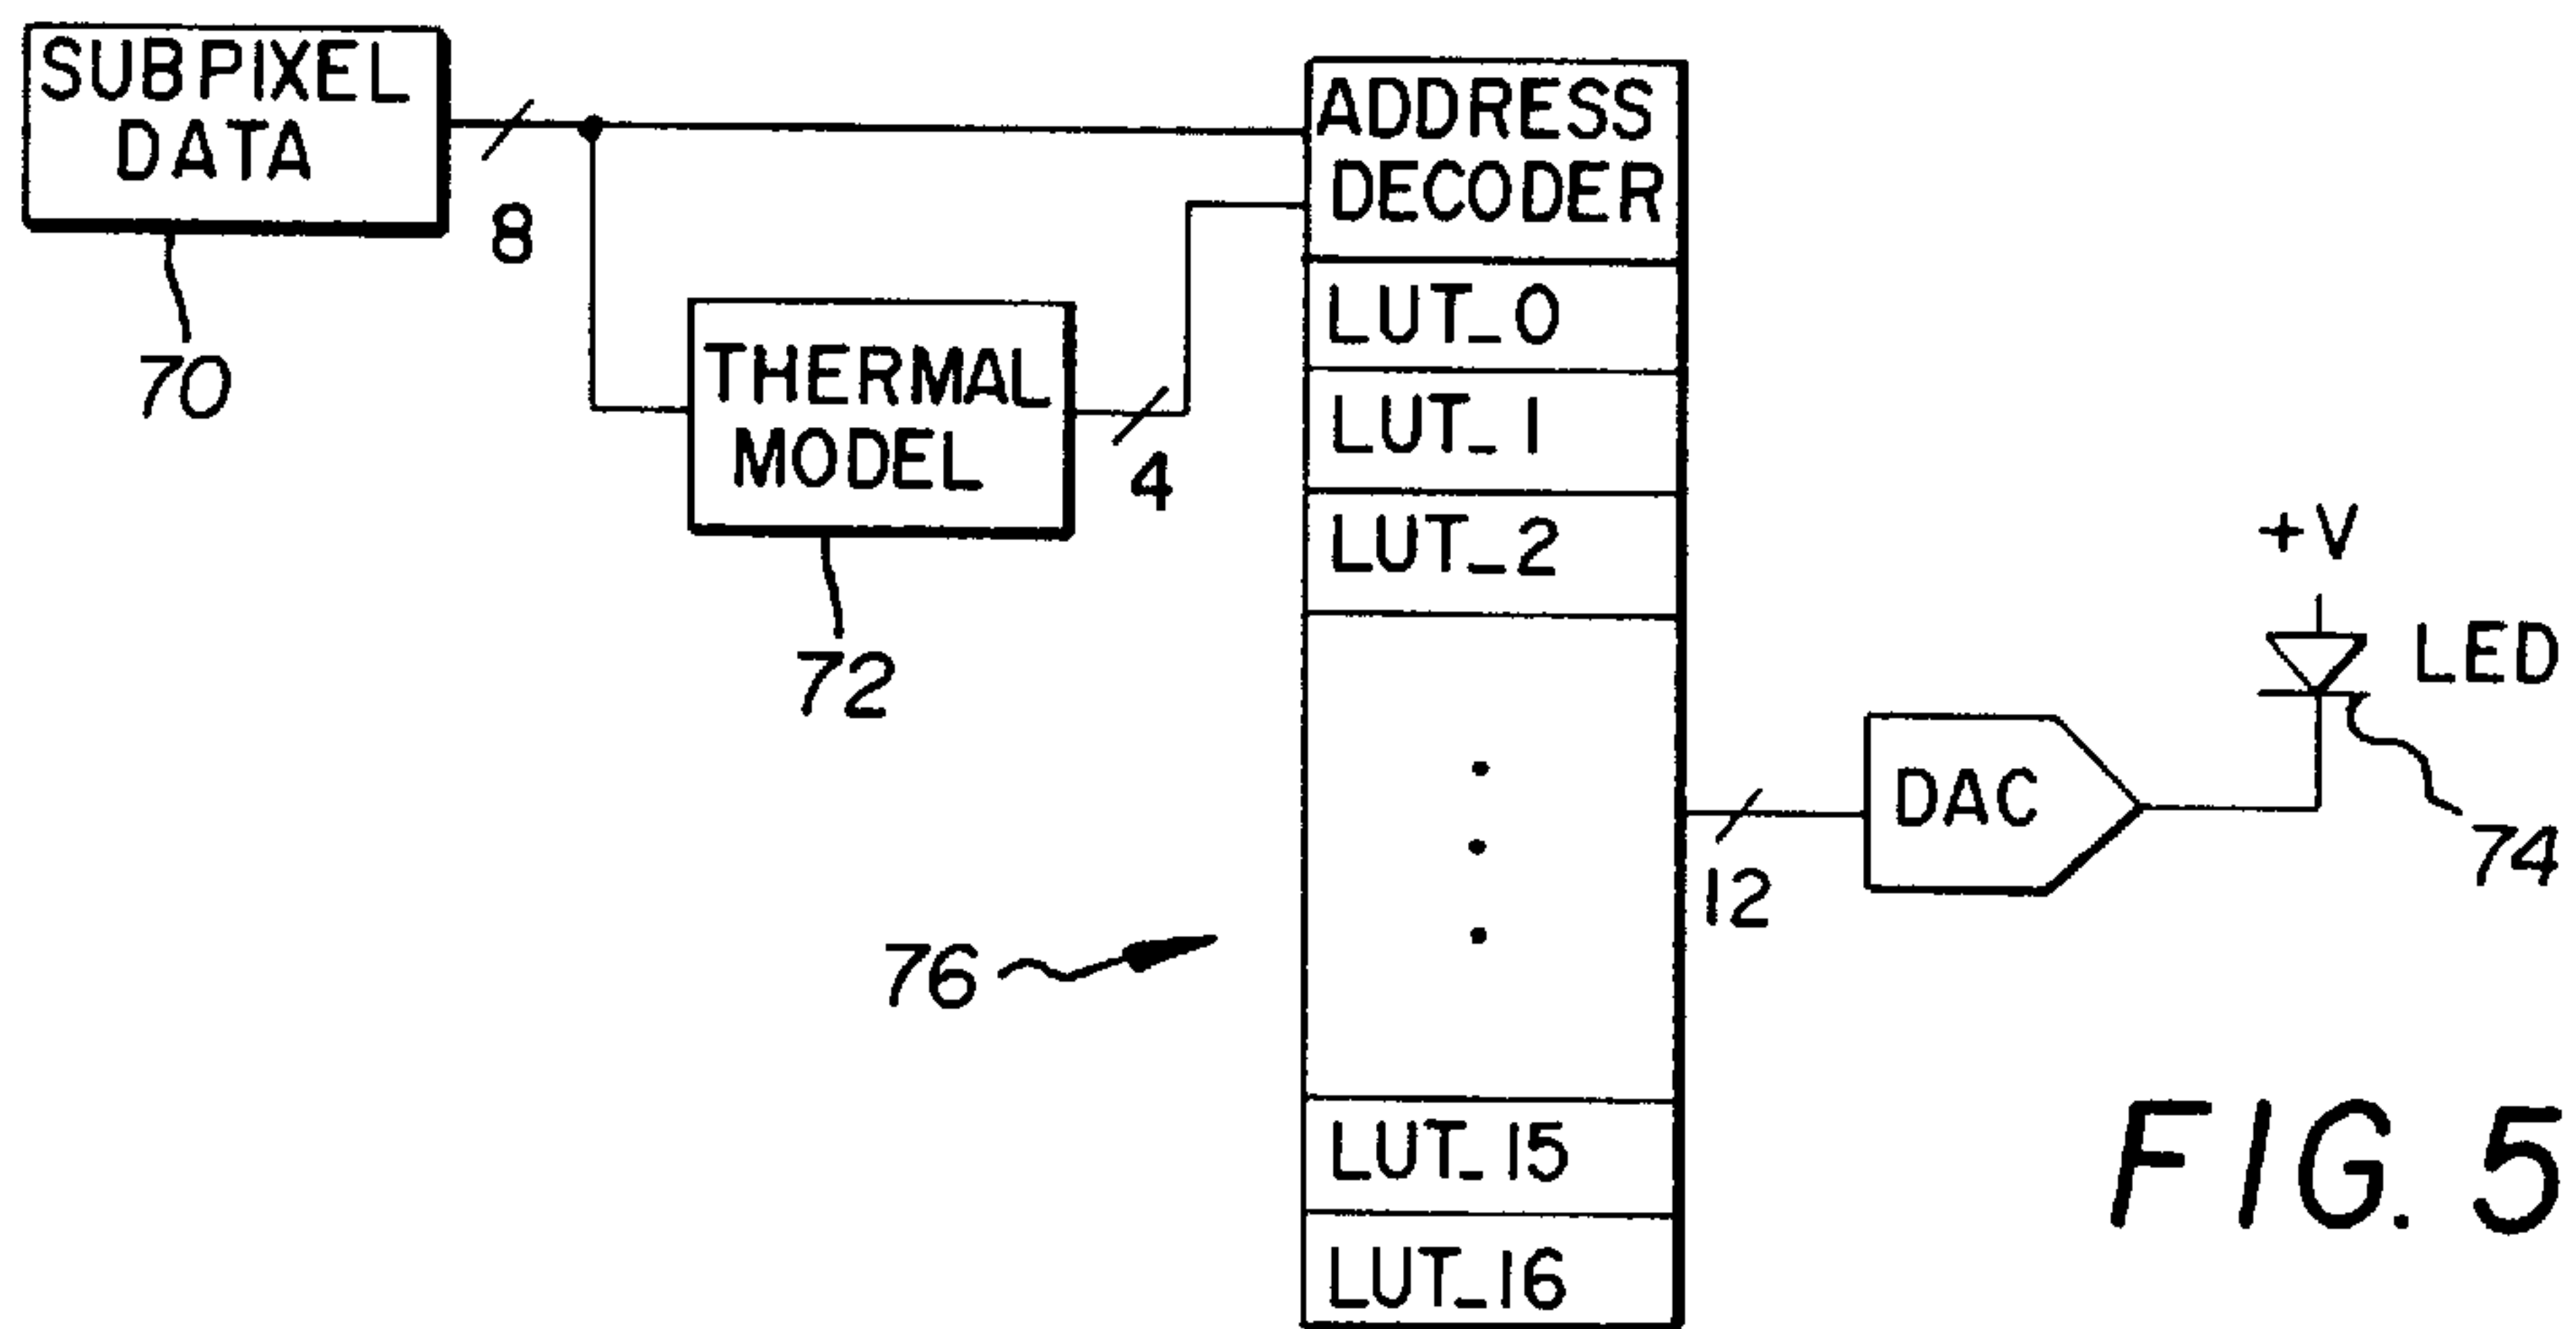 SUBPIXEL
DATA
8
70
THERMAL
MODEL
4
72
ADDRESS
DECODER
LUT_0
LUT_1
LUT_2
LUT_15
LUT_16
76
12
DAC
+V
LED
74
FIG. 5